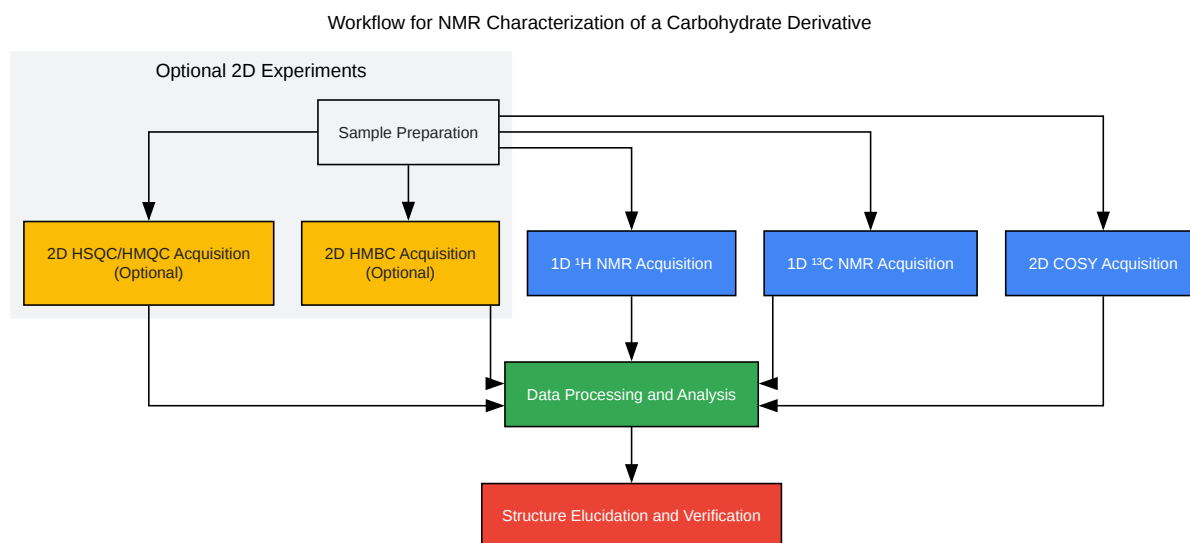 Workflow for NMR Characterization of a Carbohydrate Derivative
Optional 2D Experiments
Sample Preparation
2D HSQC/HMQC Acquisition
(Optional)
2D HMBC Acquisition
(Optional)
1D ¹H NMR Acquisition
1D ¹³C NMR Acquisition
2D COSY Acquisition
Data Processing and Analysis
Structure Elucidation and Verification